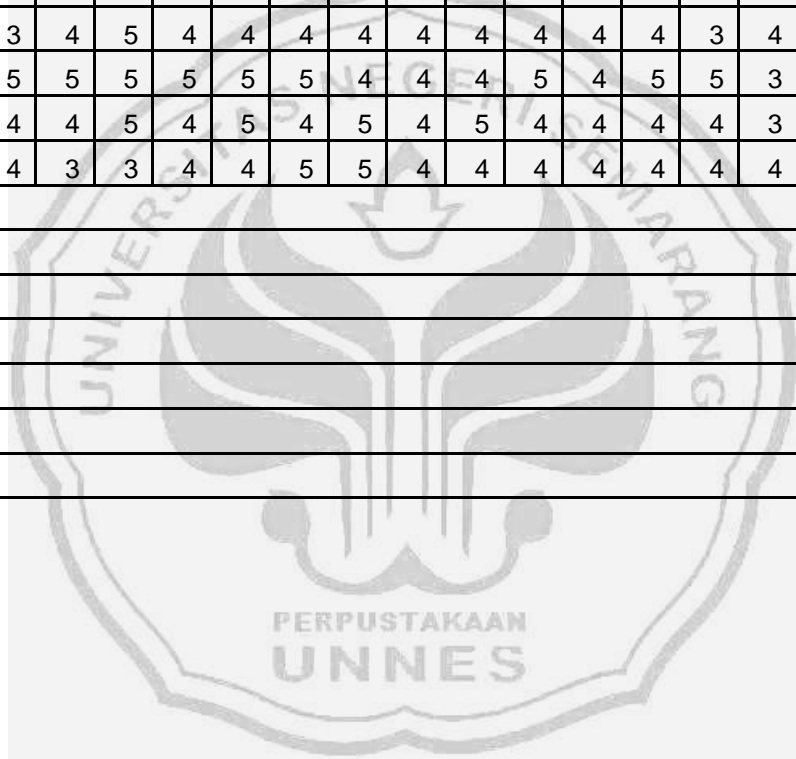 3 4 5 4 4 4 4 4 4 4 4 4 3 4
5 5 5 5 5 5 4 4 4 5 4 5 5 3
4 4 5 4 5 4 5 4 5 4 4 4 4 3
4 3 3 4 4 5 5 4 4 4 4 4 4 4
UNIVERSITAS NEGERI SEMARANG
PERPUSTAKAAN
UNNES